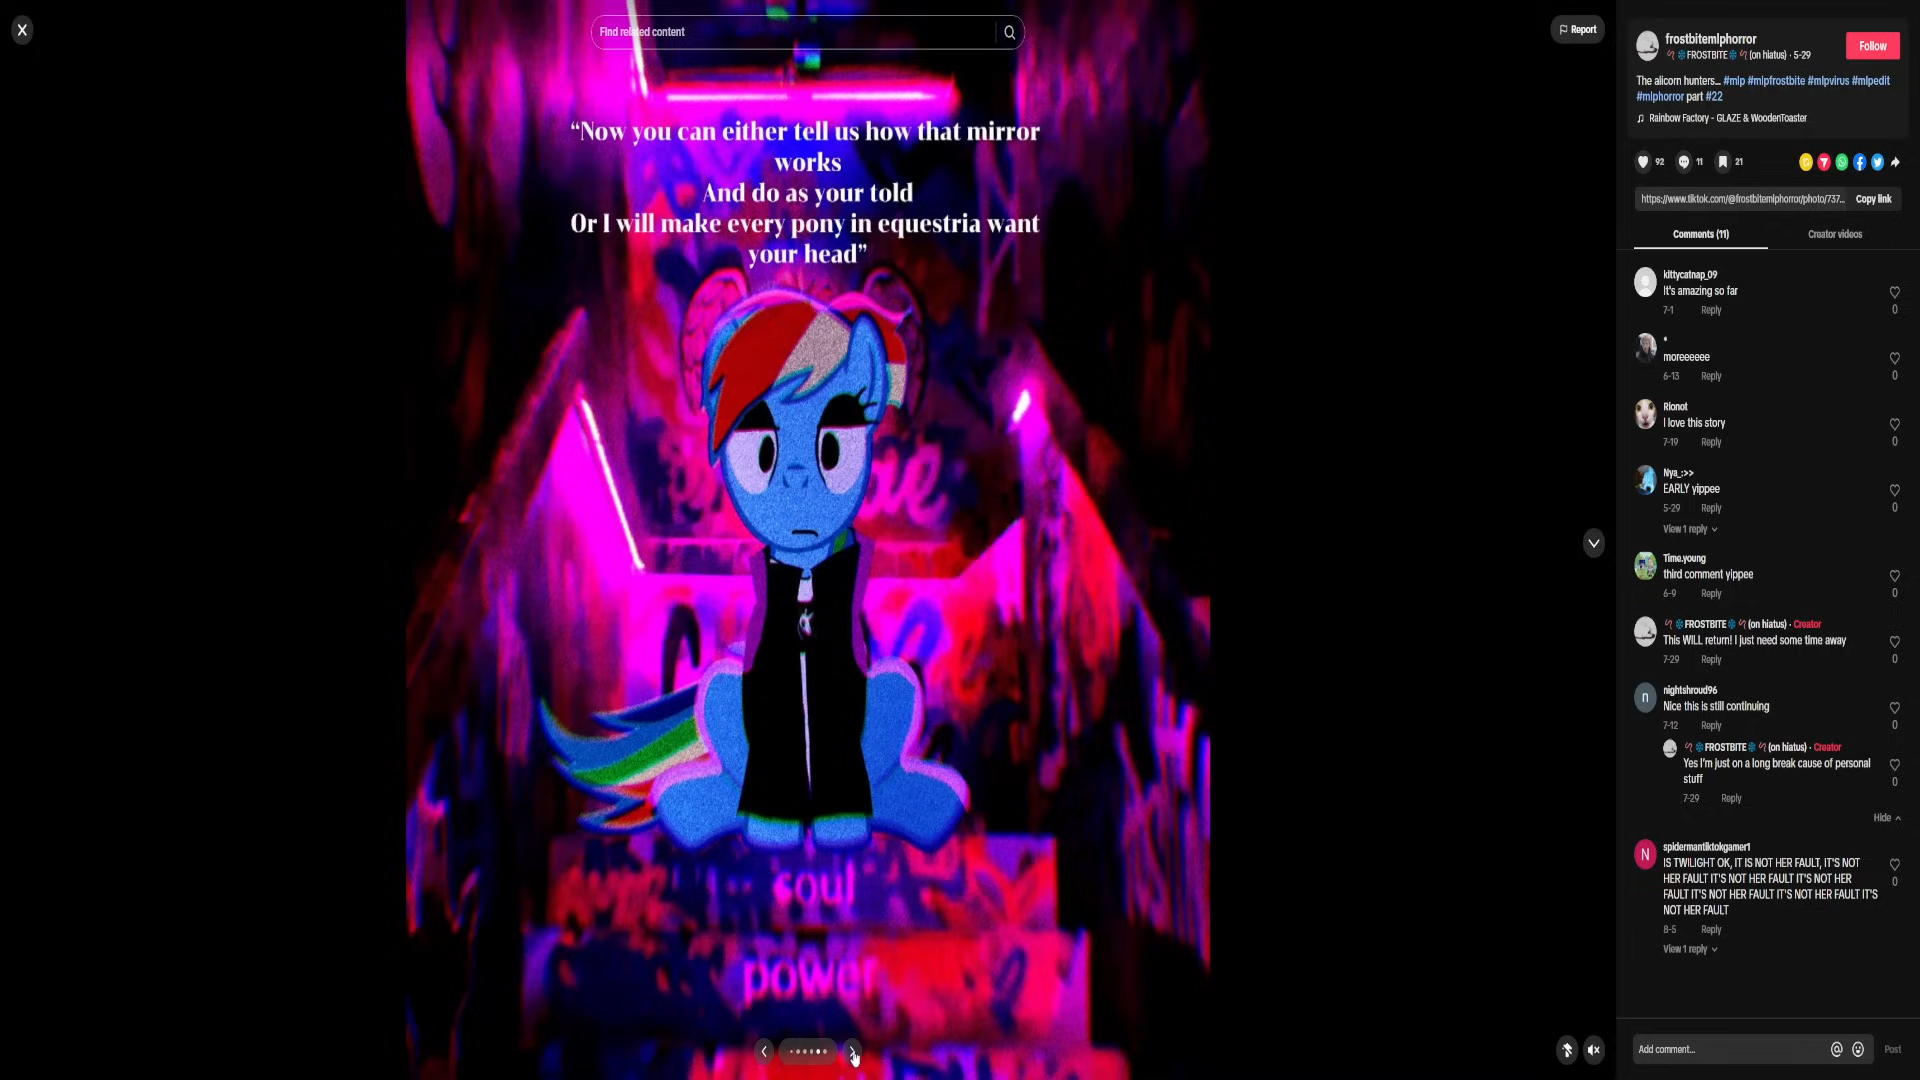 Find related content
Report
“Now you can either tell us how that mirror
works
And do as your told
Or I will make every pony in equestria want
your head”
soul
power
frostbitemlphorror
FROSTBITE (on hiatus) · 5-29
Follow
The alicorn hunters... #mlp #mlpfrostbite #mlpvirus #mlpedit
#mlphorror part #22
Rainbow Factory - GLAZE & WoodenToaster
92
11
21
https://www.tiktok.com/@frostbitemlphorror/photo/737...
Copy link
Comments (11)
Creator videos
kittycatnap_09
It's amazing so far
7-1 Reply
0
*
moreeeeee
6-13 Reply
0
Rionot
I love this story
7-19 Reply
0
Nya_:>>
EARLY yippee
5-29 Reply
0
View 1 reply
Time.young
third comment yippee
6-9 Reply
0
FROSTBITE (on hiatus) · Creator
This WILL return! I just need some time away
7-29 Reply
0
n
nightshroud96
Nice this is still continuing
7-12 Reply
0
FROSTBITE (on hiatus) · Creator
Yes I'm just on a long break cause of personal
stuff
7-29 Reply
0
Hide
N
spidermantiktokgamer1
IS TWILIGHT OK, IT IS NOT HER FAULT, IT'S NOT
HER FAULT IT'S NOT HER FAULT IT'S NOT HER
FAULT IT'S NOT HER FAULT IT'S NOT HER FAULT IT'S
NOT HER FAULT
8-5 Reply
0
View 1 reply
Add comment...
Post